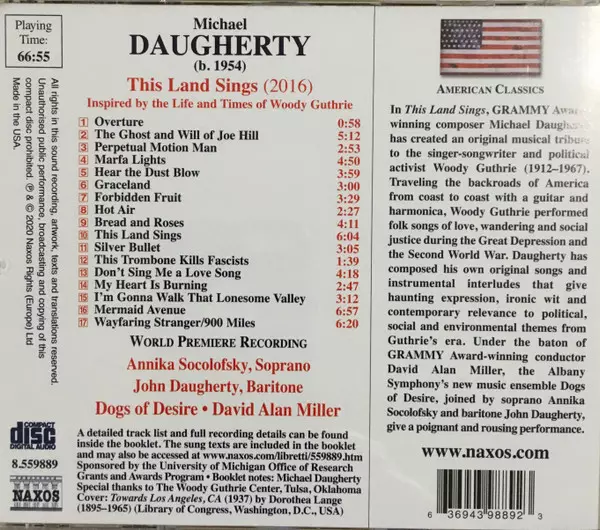 Playing
Time:
66:55
Michael
DAUGHERTY
(b. 1954)
This Land Sings (2016)
Inspired by the Life and Times of Woody Guthrie
1 Overture 0:58
2 The Ghost and Will of Joe Hill 5:12
3 Perpetual Motion Man 2:53
4 Marfa Lights 4:50
5 Hear the Dust Blow 3:59
6 Graceland 3:00
7 Forbidden Fruit 3:29
8 Hot Air 2:27
9 Bread and Roses 4:11
10 This Land Sings 6:04
11 Silver Bullet 3:05
12 This Trombone Kills Fascists 1:39
13 Don't Sing Me a Love Song 4:18
14 My Heart Is Burning 2:47
15 I'm Gonna Walk That Lonesome Valley 3:12
16 Mermaid Avenue 6:57
17 Wayfaring Stranger/900 Miles 6:20
WORLD PREMIERE RECORDING
Annika Socolofsky, Soprano
John Daugherty, Baritone
Dogs of Desire • David Alan Miller
A detailed track list and full recording details can be found
inside the booklet. The sung texts are included in the booklet
and may also be accessed at www.naxos.com/libretti/559889.htm
Sponsored by the University of Michigan Office of Research
Grants and Awards Program • Booklet notes: Michael Daugherty
Special thanks to The Woody Guthrie Center, Tulsa, Oklahoma
Cover: Towards Los Angeles, CA (1937) by Dorothea Lange
(1895–1965) (Library of Congress, Washington, D.C., USA)
All rights in this sound recording, artwork, texts and translations reserved.
Unauthorised public performance, broadcasting and copying of this
compact disc prohibited. ℗ & © 2020 Naxos Rights (Europe) Ltd
Made in the USA.
COMPACT
disc
DIGITAL AUDIO
8.559889
NAXOS
AMERICAN CLASSICS
In This Land Sings, GRAMMY Award-
winning composer Michael Daugherty
has created an original musical tribute
to the singer-songwriter and political
activist Woody Guthrie (1912–1967).
Traveling the backroads of America
from coast to coast with a guitar and
harmonica, Woody Guthrie performed
folk songs of love, wandering and social
justice during the Great Depression and
the Second World War. Daugherty has
composed his own original songs and
instrumental interludes that give
haunting expression, ironic wit and
contemporary relevance to political,
social and environmental themes from
Guthrie's era. Under the baton of
GRAMMY Award-winning conductor
David Alan Miller, the Albany
Symphony's new music ensemble Dogs
of Desire, joined by soprano Annika
Socolofsky and baritone John Daugherty,
give a poignant and rousing performance.
www.naxos.com
6 36943 98892 3